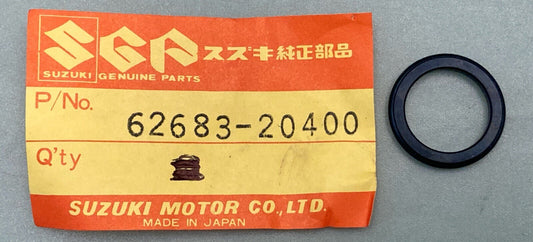 SGP スズキ純正部品
SUZUKI GENUINE PARTS
P/No.
62683-20400
Q'ty
SUZUKI MOTOR CO.,LTD.
MADE IN JAPAN